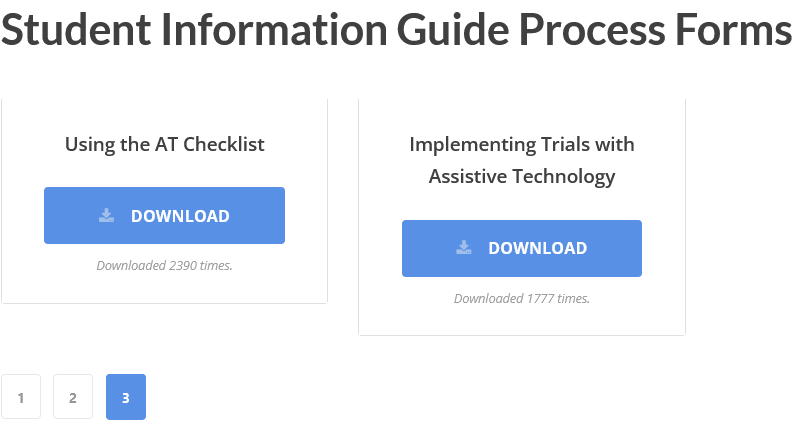 Student Information Guide Process Forms
Using the AT Checklist
DOWNLOAD
Downloaded 2390 times.
Implementing Trials with
Assistive Technology
DOWNLOAD
Downloaded 1777 times.
1 2 3